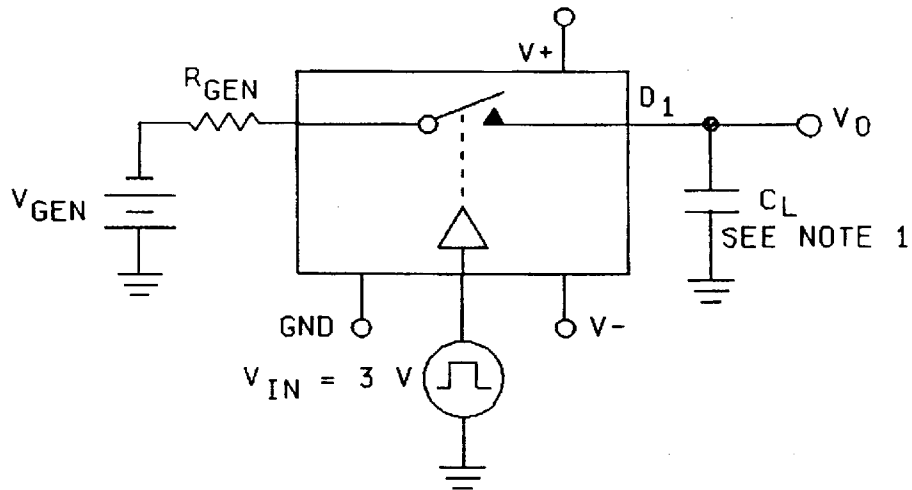 V+
RGEN
D1
VO
VGEN
CL
SEE NOTE 1
GND
V-
VIN = 3 V